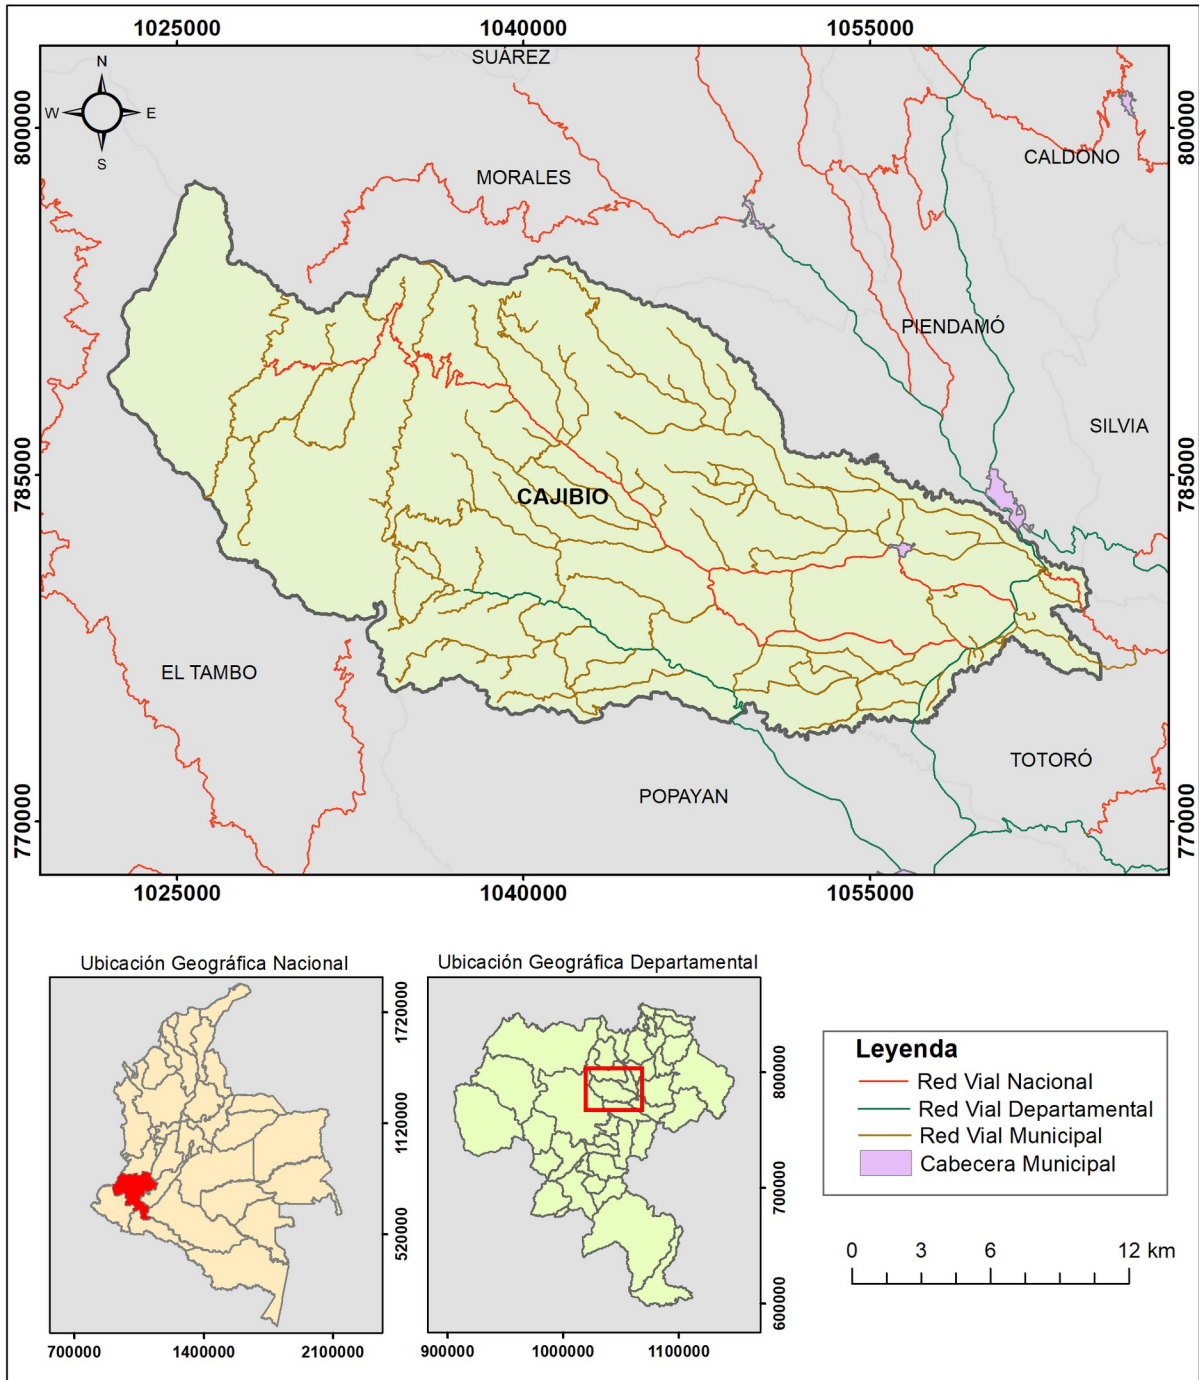 1025000 1040000 1055000
SUÁREZ
N
W E
S
800000 800000
CALDONO
MORALES
PIENDAMÓ
SILVIA
785000 785000
CAJIBIO
EL TAMBO
TOTORÓ
POPAYAN
770000 770000
1025000 1040000 1055000
Ubicación Geográfica Nacional
1720000
1120000
520000
700000 1400000 2100000
Ubicación Geográfica Departamental
800000
700000
600000
900000 1000000 1100000
Leyenda
Red Vial Nacional
Red Vial Departamental
Red Vial Municipal
Cabecera Municipal
0 3 6 12 km